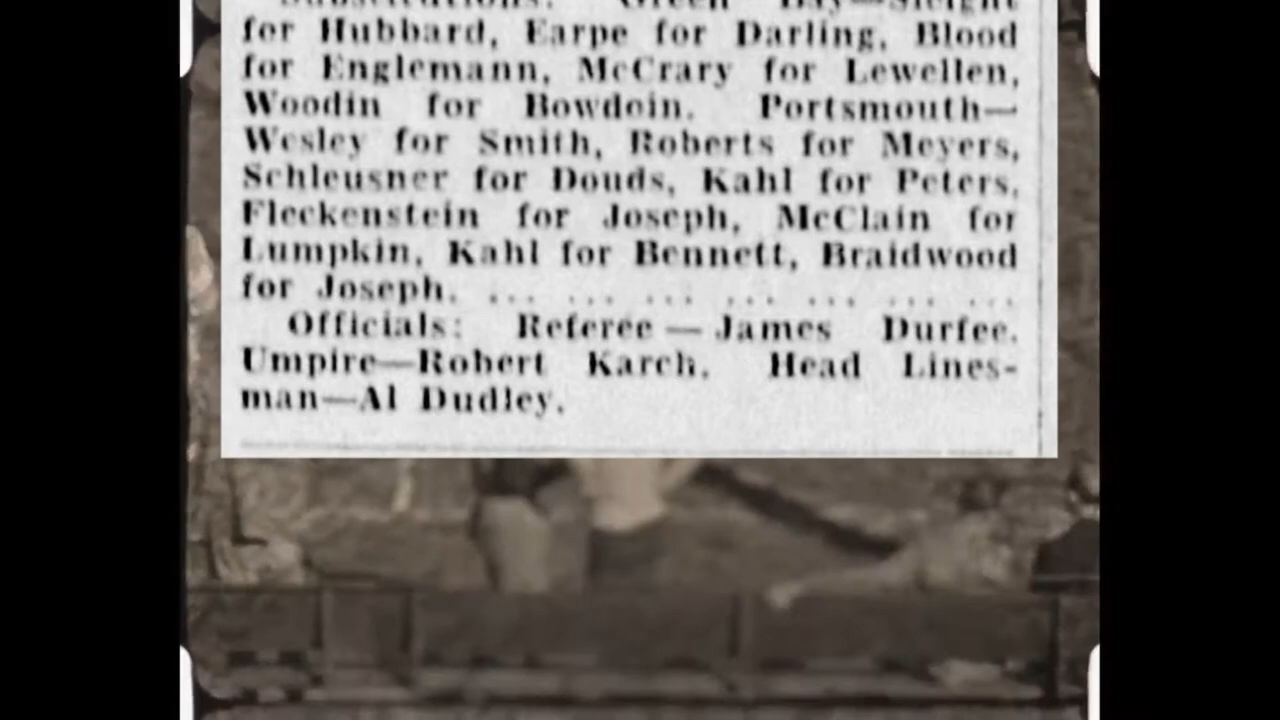 Substitutions: Green Bay—Sleight
for Hubbard, Earpe for Darling, Blood
for Englemann, McCrary for Lewellen,
Woodin for Bowdoin. Portsmouth—
Wesley for Smith, Roberts for Meyers,
Schleusner for Douds, Kahl for Peters,
Fleckenstein for Joseph, McClain for
Lumpkin, Kahl for Bennett, Braidwood
for Joseph. ... ... ... ... ... ... ...
Officials: Referee — James Durfee.
Umpire—Robert Karch. Head Lines-
man—Al Dudley.